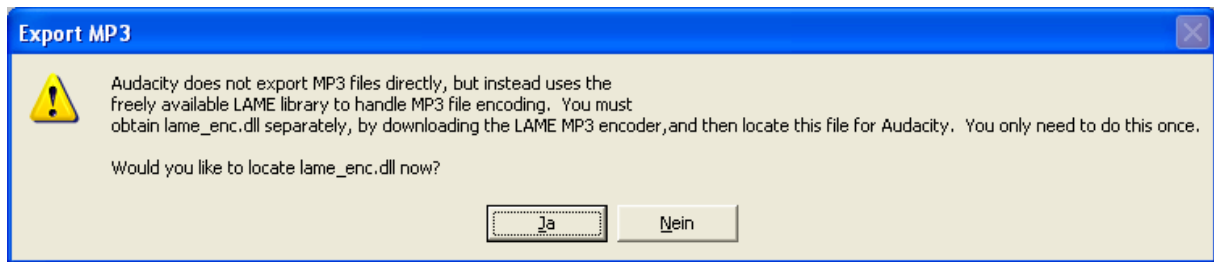 Export MP3
Audacity does not export MP3 files directly, but instead uses the
freely available LAME library to handle MP3 file encoding.  You must
obtain lame_enc.dll separately, by downloading the LAME MP3 encoder,and then locate this file for Audacity.  You only need to do this once.
Would you like to locate lame_enc.dll now?
Ja
Nein